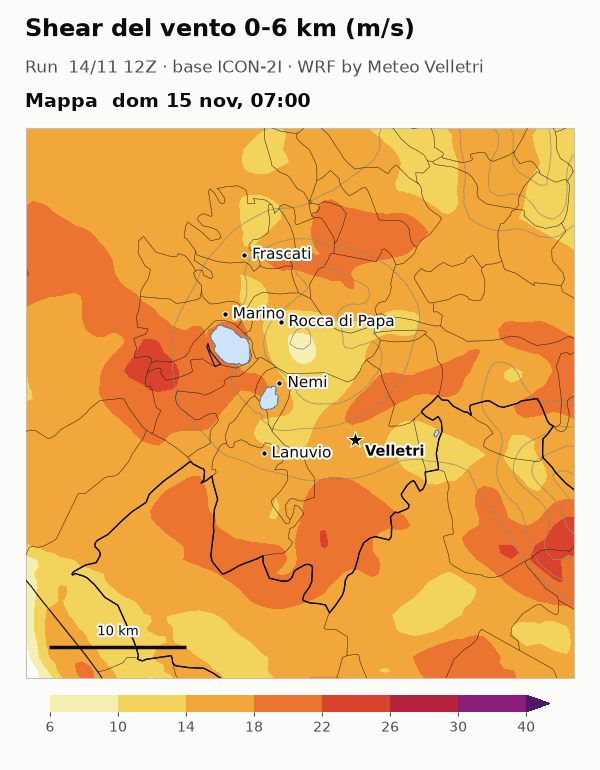 Shear del vento 0-6 km (m/s)
Run 14/11 12Z · base ICON-2I · WRF by Meteo Velletri
Mappa dom 15 nov, 07:00
Frascati
Marino
Rocca di Papa
Nemi
Velletri
Lanuvio
10 km
6 10 14 18 22 26 30 40